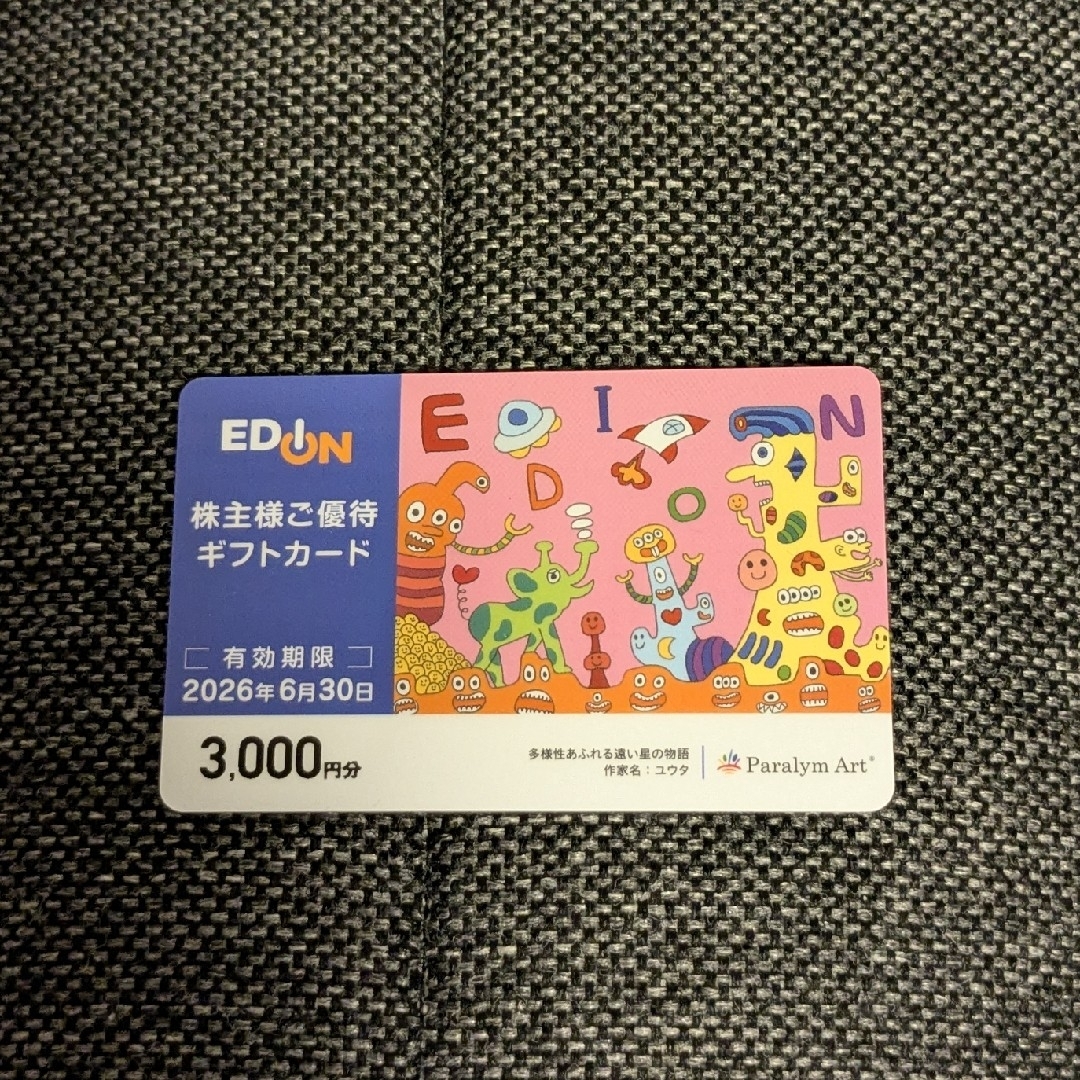 EDION
株主様ご優待
ギフトカード
有効期限
2026年6月30日
3,000円分
E D I O N
多様性あふれる遠い星の物語
作家名：ユウタ
Paralym Art®